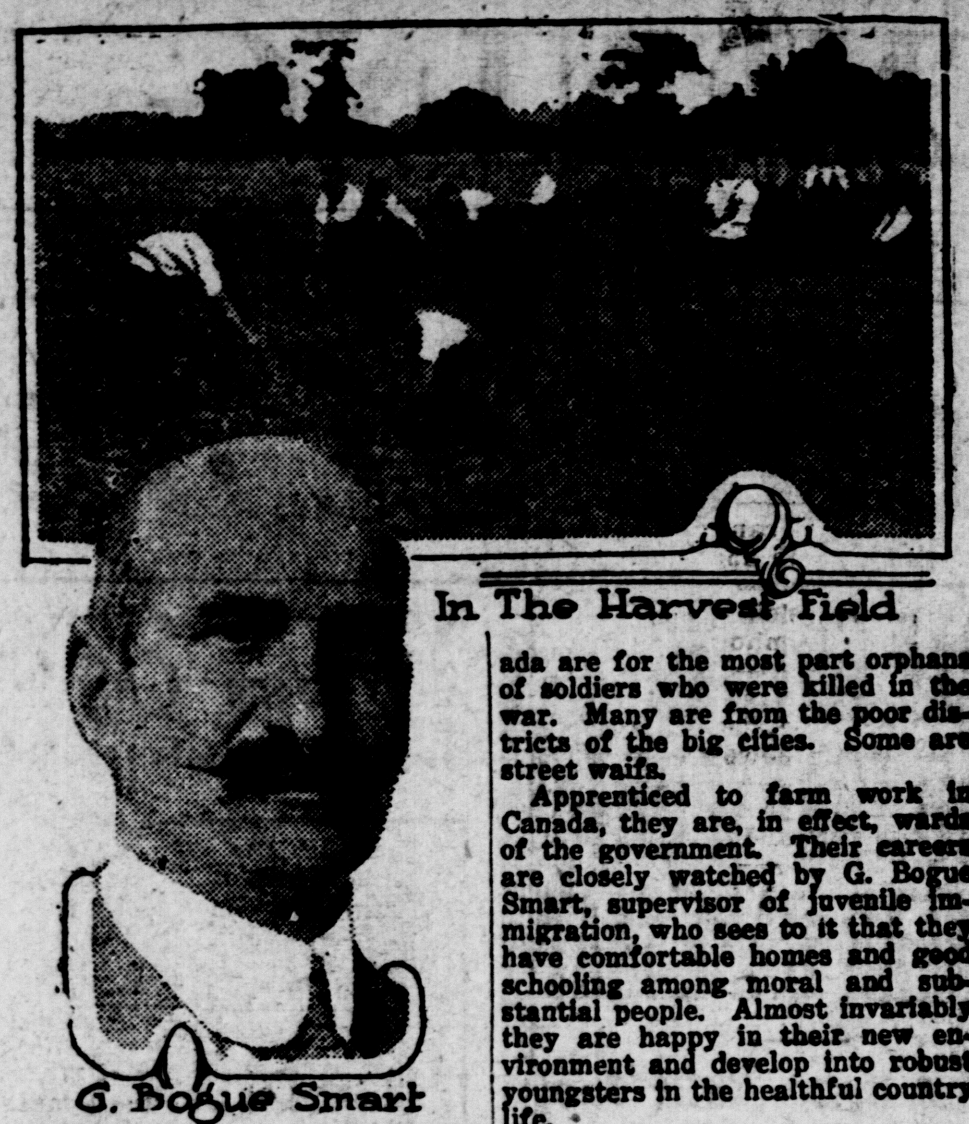 In The Harvest Field
ada are for the most part orphans
of soldiers who were killed in the
war. Many are from the poor dis-
tricts of the big cities. Some are
street waifs.
Apprenticed to farm work in
Canada, they are, in effect, wards
of the government. Their careers
are closely watched by G. Bogue
Smart, supervisor of juvenile im-
migration, who sees to it that they
have comfortable homes and good
schooling among moral and sub-
stantial people. Almost invariably
they are happy in their new en-
vironment and develop into robust
youngsters in the healthful country
life.
G. Bogue Smart